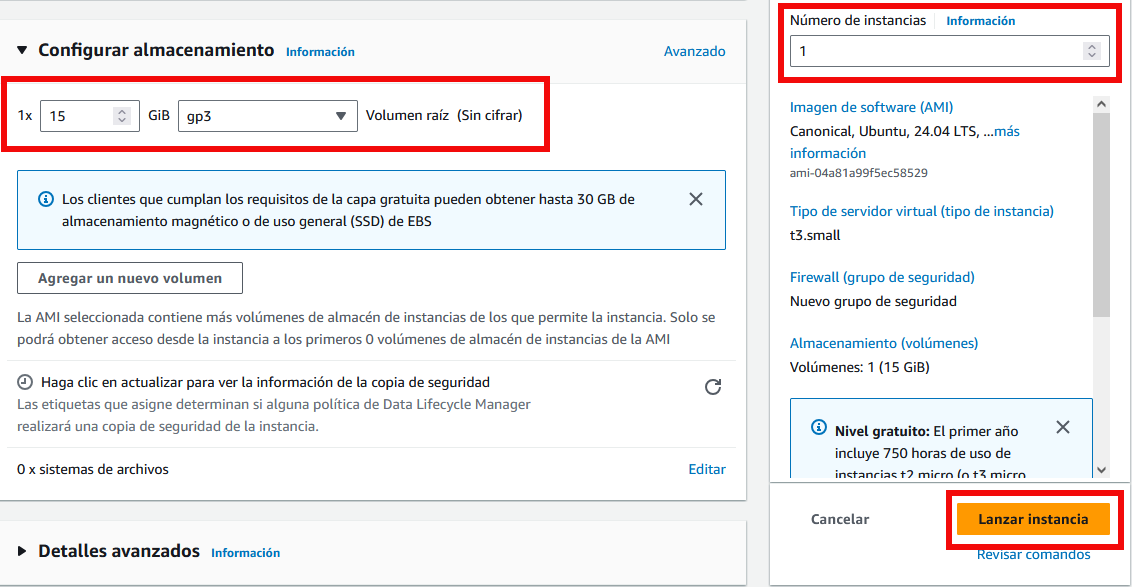 Configurar almacenamiento Información Avanzado
1x 15 GiB gp3 Volumen raíz (Sin cifrar)
Los clientes que cumplan los requisitos de la capa gratuita pueden obtener hasta 30 GB de
almacenamiento magnético o de uso general (SSD) de EBS
Agregar un nuevo volumen
La AMI seleccionada contiene más volúmenes de almacén de instancias de los que permite la instancia. Solo se
podrá obtener acceso desde la instancia a los primeros 0 volúmenes de almacén de instancias de la AMI
Haga clic en actualizar para ver la información de la copia de seguridad
Las etiquetas que asigne determinan si alguna política de Data Lifecycle Manager
realizará una copia de seguridad de la instancia.
0 x sistemas de archivos Editar
Detalles avanzados Información
Número de instancias Información
1
Imagen de software (AMI)
Canonical, Ubuntu, 24.04 LTS, ...más
información
ami-04a81a99f5ec58529
Tipo de servidor virtual (tipo de instancia)
t3.small
Firewall (grupo de seguridad)
Nuevo grupo de seguridad
Almacenamiento (volúmenes)
Volúmenes: 1 (15 GiB)
Nivel gratuito: El primer año
incluye 750 horas de uso de
instancias t2.micro (o t3.micro
Cancelar Lanzar instancia
Revisar comandos